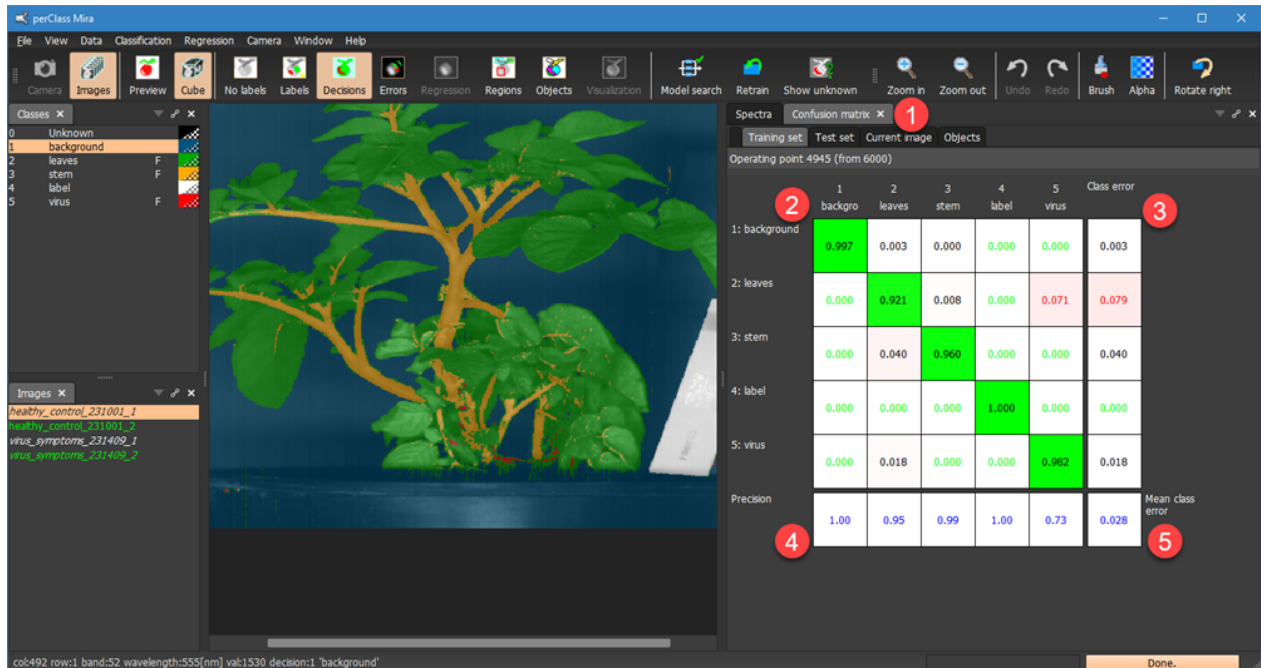 perClass Mira
File View Data Classification Regression Camera Window Help
Camera Images Preview Cube No labels Labels Decisions Errors Regression Regions Objects Visualization Model search Retrain Show unknown Zoom in Zoom out Undo Redo Brush Alpha Rotate right
Classes
0 Unknown
1 background
2 leaves F
3 stem F
4 label
5 virus F
Images
healthy_control_231001_1
healthy_control_231001_2
virus_symptoms_231409_1
virus_symptoms_231409_2
Spectra Confusion matrix 1
Training set Test set Current image Objects
Operating point 4945 (from 6000)
1 2 3 4 5 Class error
2 backgro leaves stem label virus 3
1: background 0.997 0.003 0.000 0.000 0.000 0.003
2: leaves 0.000 0.921 0.008 0.000 0.071 0.079
3: stem 0.000 0.040 0.960 0.000 0.000 0.040
4: label 0.000 0.000 0.000 1.000 0.000 0.000
5: virus 0.000 0.018 0.000 0.000 0.982 0.018
Precision 1.00 0.95 0.99 1.00 0.73 0.028 Mean class error
4 5
col:492 row:1 band:52 wavelength:555[nm] val:1530 decision:1 'background' Done.